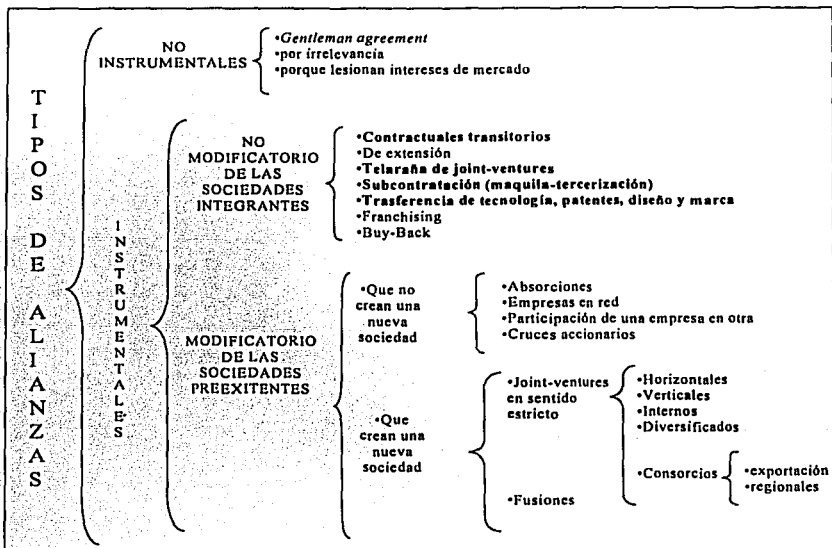 TIPOS DE ALIANZAS
NO
INSTRUMENTALES
•Gentleman agreement
•por irrelevancia
•porque lesionan intereses de mercado
INSTRUMENTALES
NO
MODIFICATORIO
DE LAS
SOCIEDADES
INTEGRANTES
•Contractuales transitorios
•De extensión
•Telaraña de joint-ventures
•Subcontratación (maquila-tercerización)
•Trasferencia de tecnología, patentes, diseño y marca
•Franchising
•Buy-Back
MODIFICATORIO
DE LAS
SOCIEDADES
PREEXITENTES
•Que no
crean una
nueva
sociedad
•Absorciones
•Empresas en red
•Participación de una empresa en otra
•Cruces accionarios
•Que
crean una
nueva
sociedad
•Joint-ventures
en sentido
estricto
•Horizontales
•Verticales
•Internos
•Diversificados
•Consorcios
•exportación
•regionales
•Fusiones